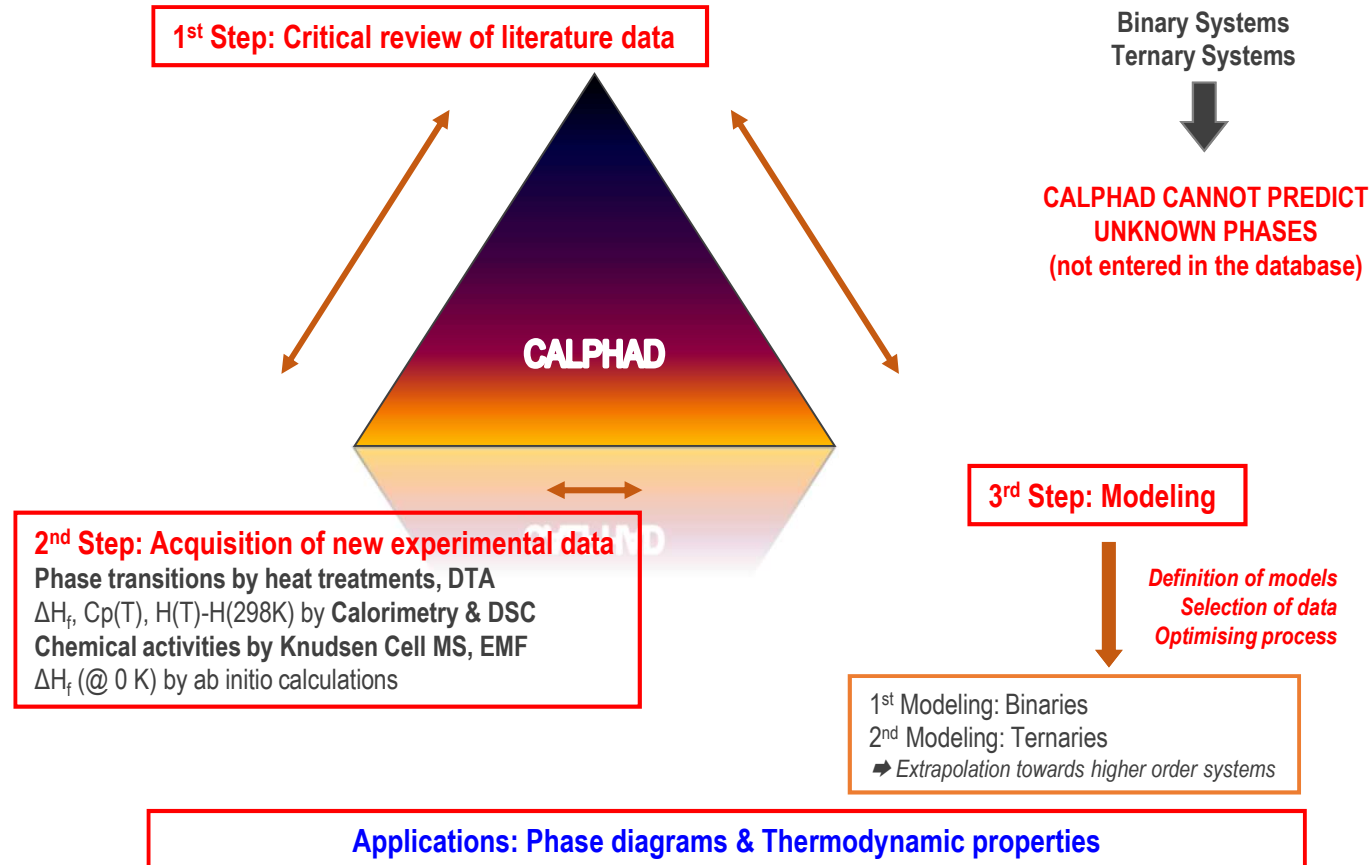 1st Step: Critical review of literature data
Binary Systems
Ternary Systems
CALPHAD CANNOT PREDICT
UNKNOWN PHASES
(not entered in the database)
CALPHAD
2nd Step: Acquisition of new experimental data
Phase transitions by heat treatments, DTA
ΔHf, Cp(T), H(T)-H(298K) by Calorimetry & DSC
Chemical activities by Knudsen Cell MS, EMF
ΔHf (@ 0 K) by ab initio calculations
3rd Step: Modeling
Definition of models
Selection of data
Optimising process
1st Modeling: Binaries
2nd Modeling: Ternaries
➡ Extrapolation towards higher order systems
Applications: Phase diagrams & Thermodynamic properties